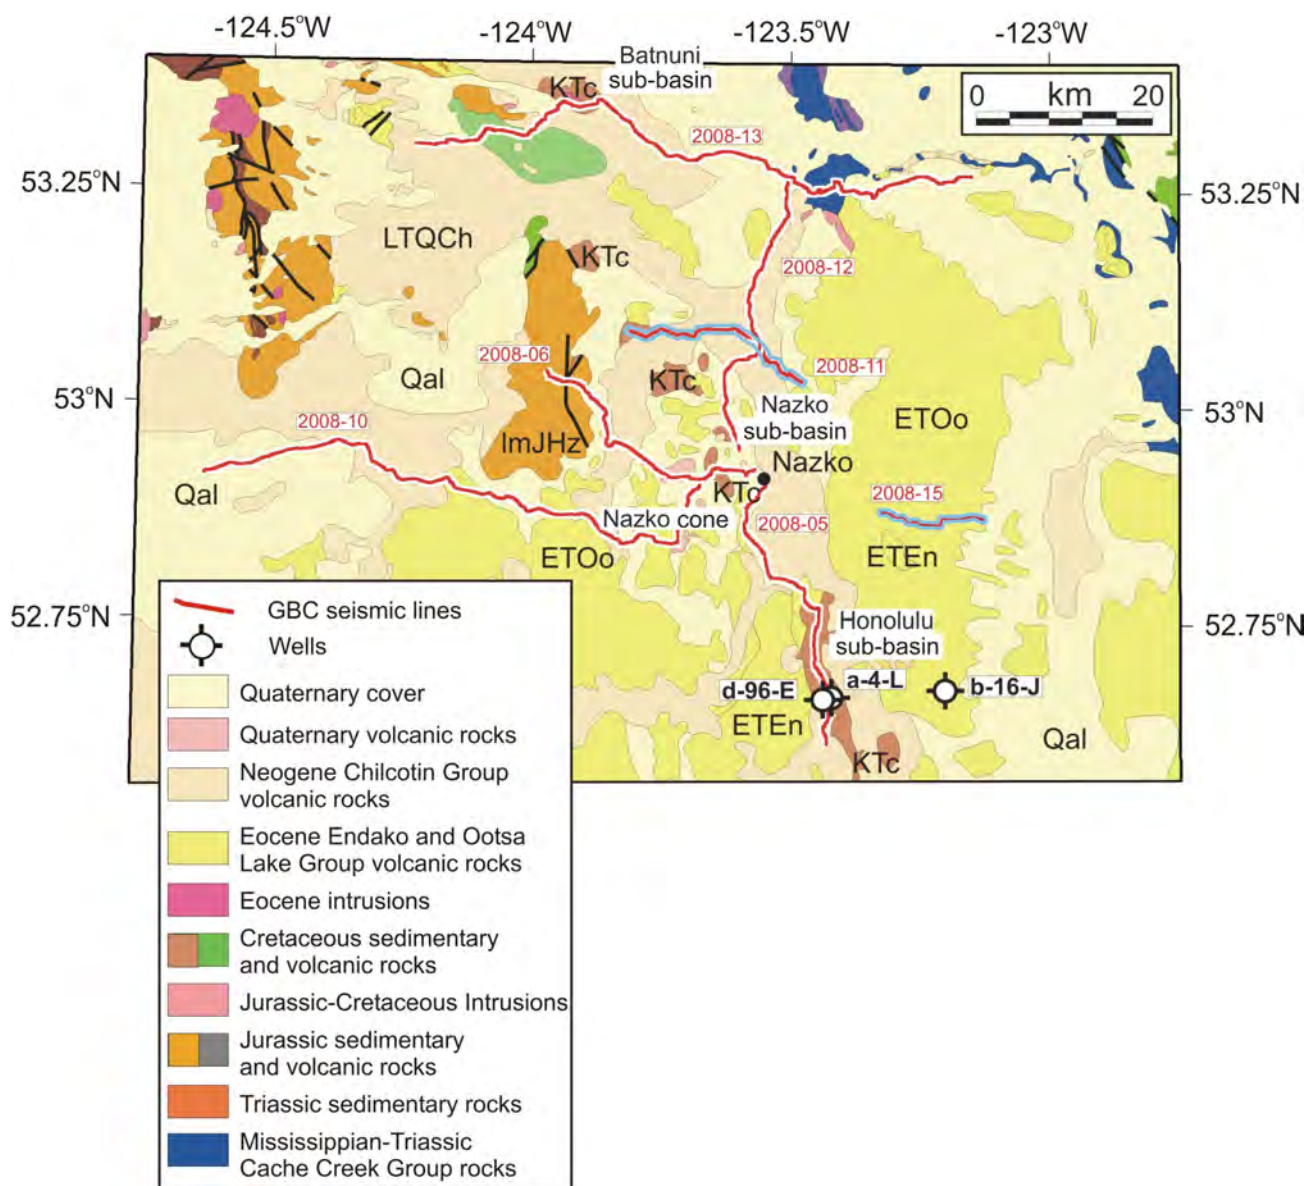 -124.5°W
-124°W
-123.5°W
-123°W
Batnuni
sub-basin
KTc
0 km 20
2008-13
53.25°N
53.25°N
LTQCh
KTc
2008-12
2008-06
Qal
KTc
2008-11
53°N
53°N
2008-10
lmJHz
Nazko
sub-basin
ETOo
Nazko
Qal
KTc
2008-15
Nazko cone
2008-05
ETOo
ETEn
52.75°N
52.75°N
Honolulu
sub-basin
d-96-E
a-4-L
b-16-J
ETEn
Qal
KTc
GBC seismic lines
Wells
Quaternary cover
Quaternary volcanic rocks
Neogene Chilcotin Group
volcanic rocks
Eocene Endako and Ootsa
Lake Group volcanic rocks
Eocene intrusions
Cretaceous sedimentary
and volcanic rocks
Jurassic-Cretaceous Intrusions
Jurassic sedimentary
and volcanic rocks
Triassic sedimentary rocks
Mississippian-Triassic
Cache Creek Group rocks